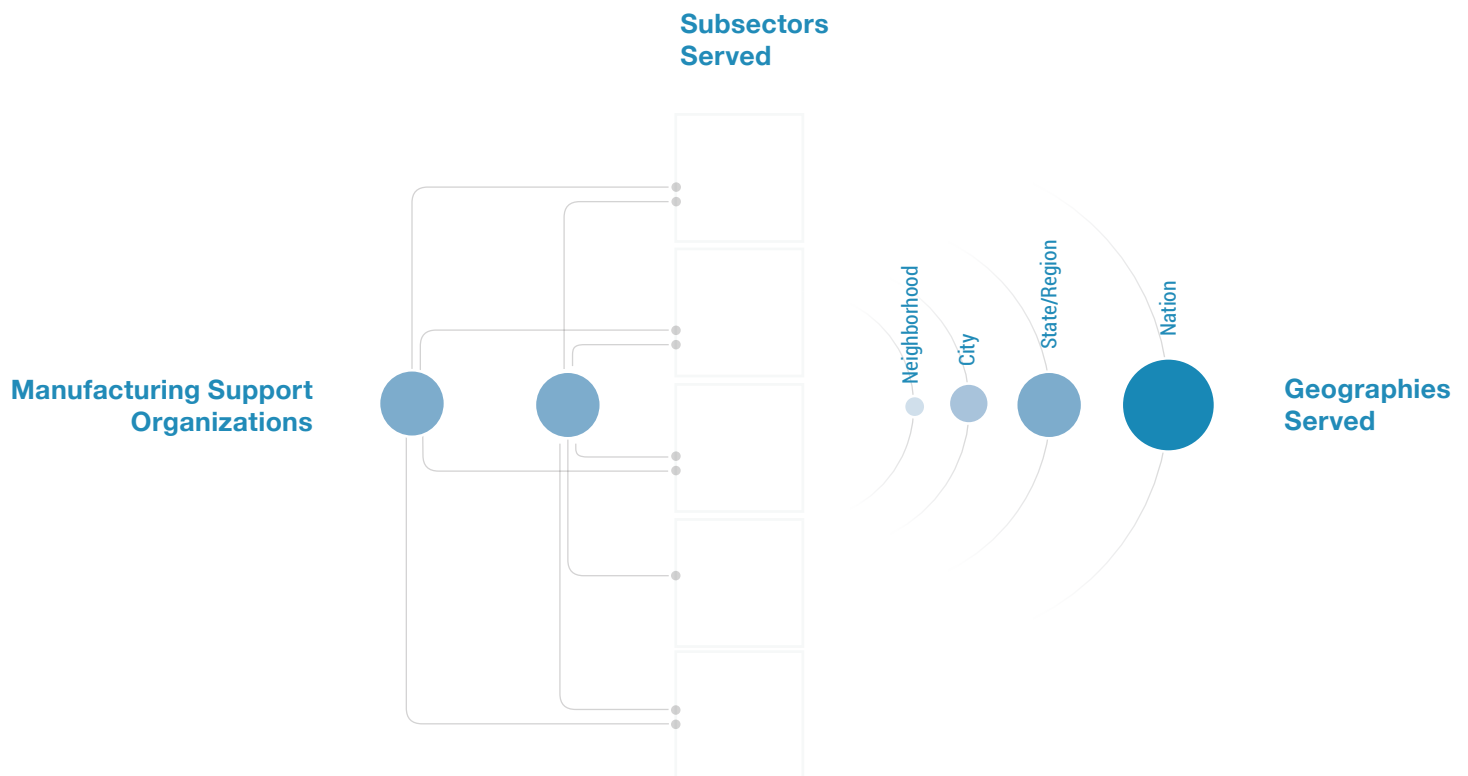 Subsectors
Served
Manufacturing Support
Organizations
Neighborhood
City
State/Region
Nation
Geographies
Served